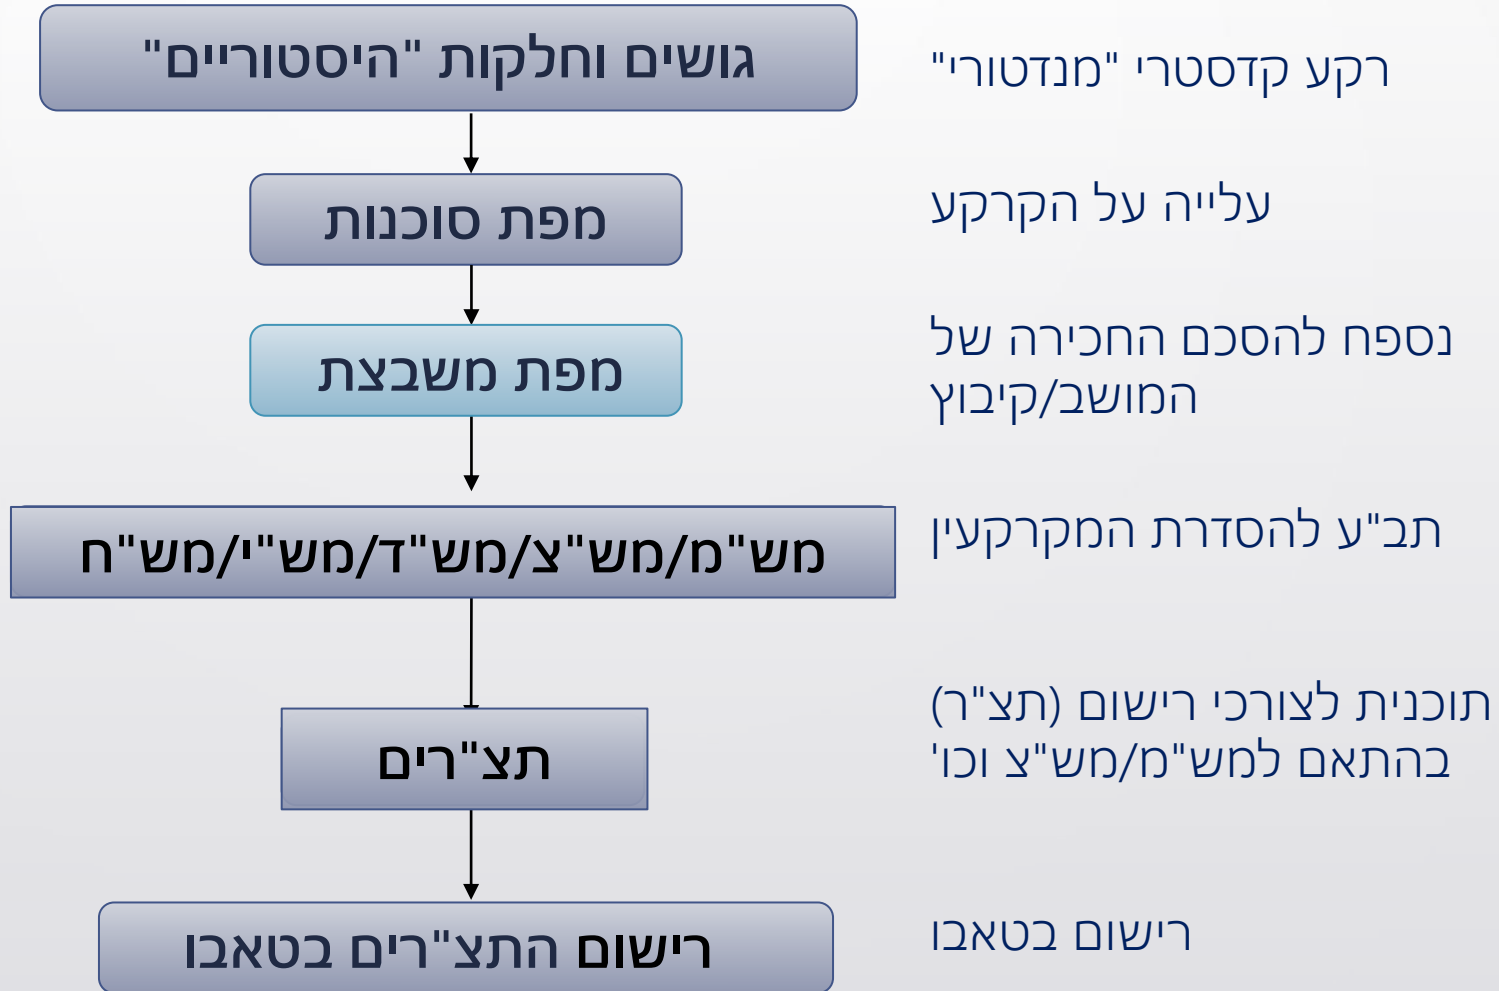 גושים וחלקות "היסטוריים"
רקע קדסטרי "מנדטורי"
מפת סוכנות
עלייה על הקרקע
מפת משבצת
נספח להסכם החכירה של
המושב/קיבוץ
מש"מ/מש"צ/מש"ד/מש"י/מש"ח
תב"ע להסדרת המקרקעין
תצ"רים
תוכנית לצורכי רישום (תצ"ר)
בהתאם למש"מ/מש"צ וכו'
רישום התצ"רים בטאבו
רישום בטאבו